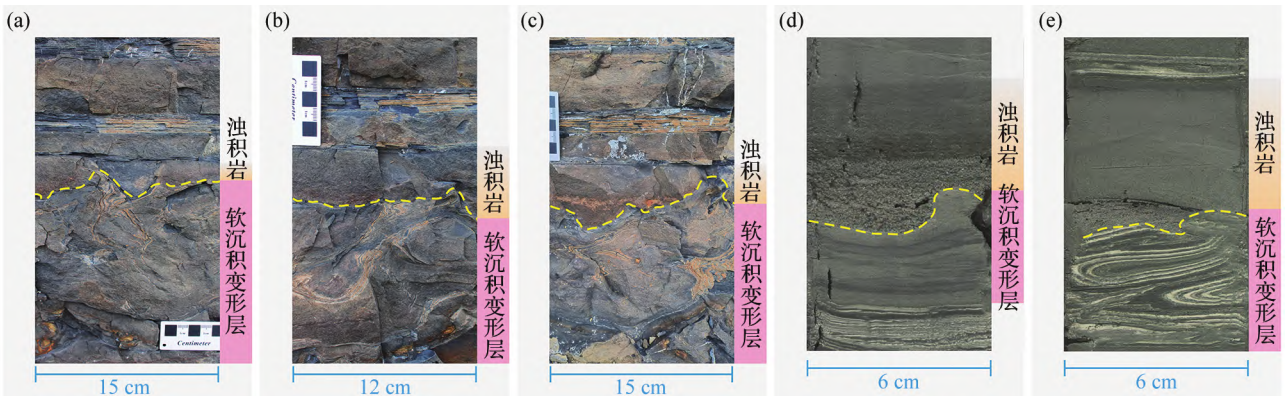 (a)
浊积岩
软沉积变形层
Centimeter
15 cm
(b)
Centimeter
浊积岩
软沉积变形层
12 cm
(c)
浊积岩
软沉积变形层
15 cm
(d)
浊积岩
软沉积变形层
6 cm
(e)
浊积岩
软沉积变形层
6 cm